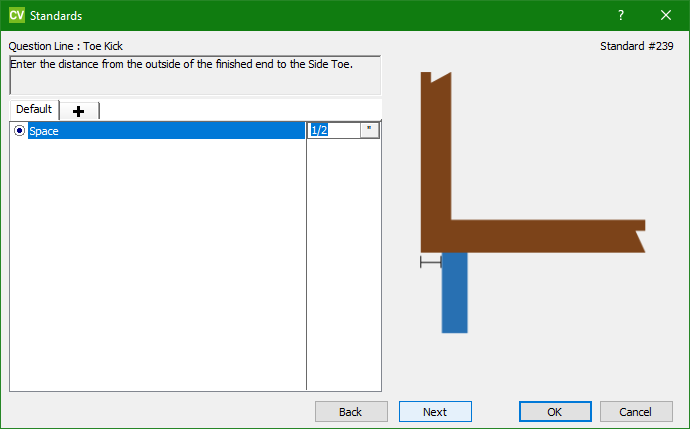 CV Standards ?
Question Line : Toe Kick Standard #239
Enter the distance from the outside of the finished end to the Side Toe.
Default +
Space 1/2 "
Back Next OK Cancel